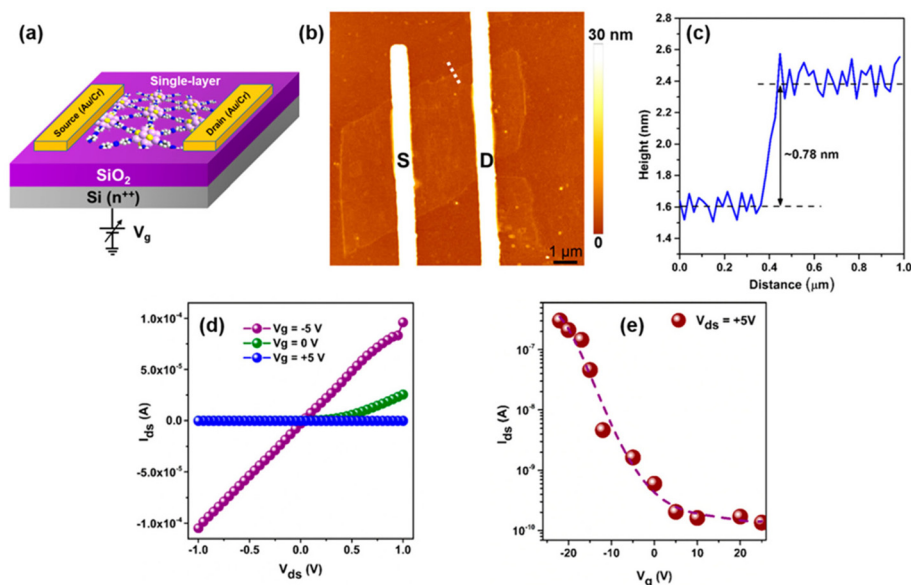 (a)
Single-layer
Source (Au/Cr)
Drain (Au/Cr)
SiO2
Si (n++)
Vg
(b)
S
D
1 μm
30 nm
0
(c)
Height (nm)
2.6
2.4
2.2
2.0
1.8
1.6
1.4
~0.78 nm
0.0 0.2 0.4 0.6 0.8 1.0
Distance (μm)
(d)
Vg = -5 V
Vg = 0 V
Vg = +5 V
Ids (A)
1.0x10-4
5.0x10-5
0.0
-5.0x10-5
-1.0x10-4
-1.0 -0.5 0.0 0.5 1.0
Vds (V)
(e)
Vds = +5V
Ids (A)
10-7
10-8
10-9
10-10
-20 -10 0 10 20
Vg (V)